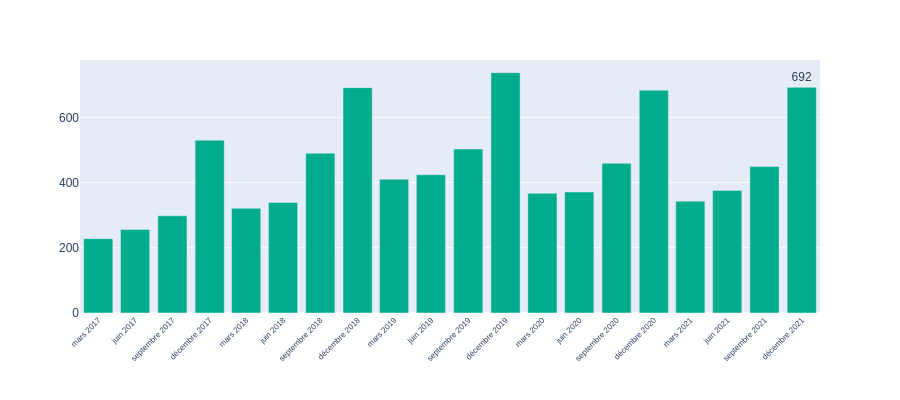 692
600
400
200
0
mars 2017
juin 2017
septembre 2017
décembre 2017
mars 2018
juin 2018
septembre 2018
décembre 2018
mars 2019
juin 2019
septembre 2019
décembre 2019
mars 2020
juin 2020
septembre 2020
décembre 2020
mars 2021
juin 2021
septembre 2021
décembre 2021